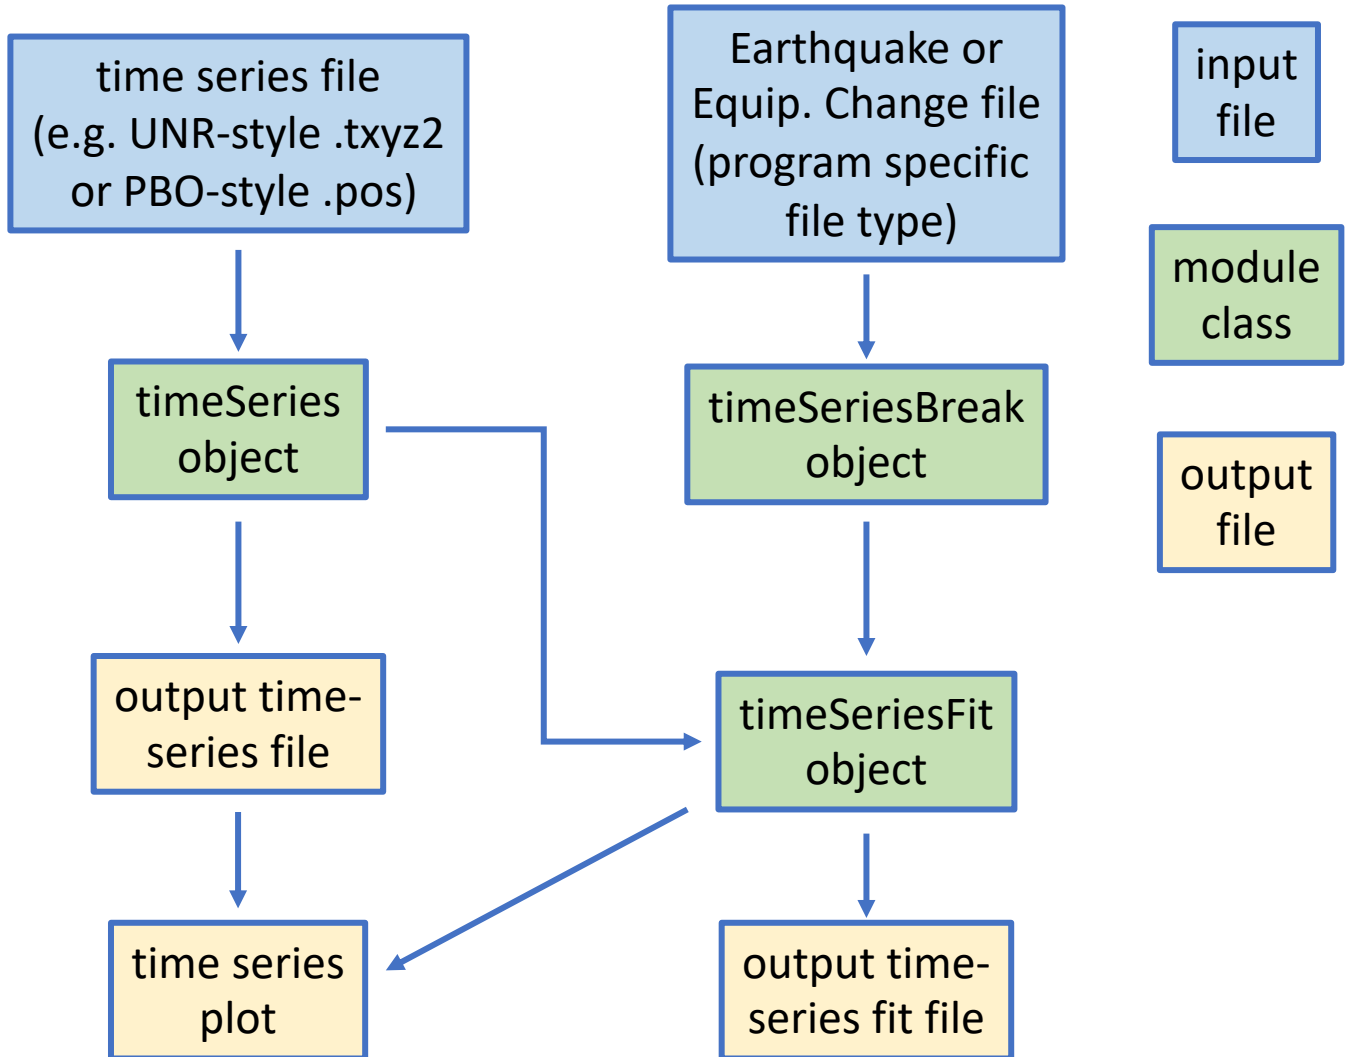 time series file
(e.g. UNR-style .txyz2
or PBO-style .pos)
Earthquake or
Equip. Change file
(program specific
file type)
input
file
module
class
timeSeries
object
timeSeriesBreak
object
output
file
output time-
series file
timeSeriesFit
object
time series
plot
output time-
series fit file